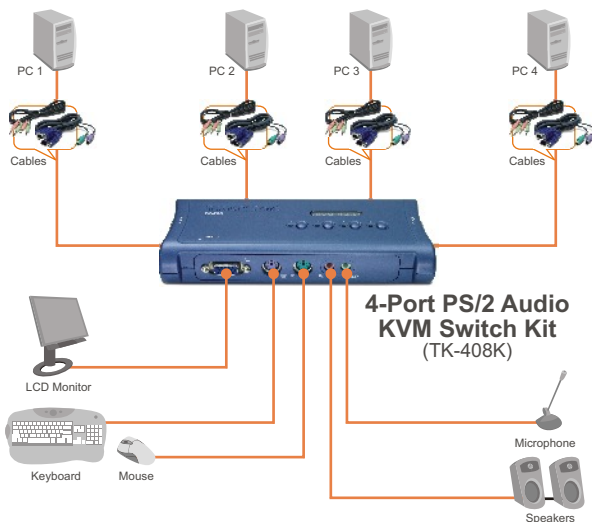 PC 1
PC 2
PC 3
PC 4
Cables
Cables
Cables
Cables
4-Port PS/2 Audio
KVM Switch Kit
(TK-408K)
LCD Monitor
Keyboard
Mouse
Microphone
Speakers